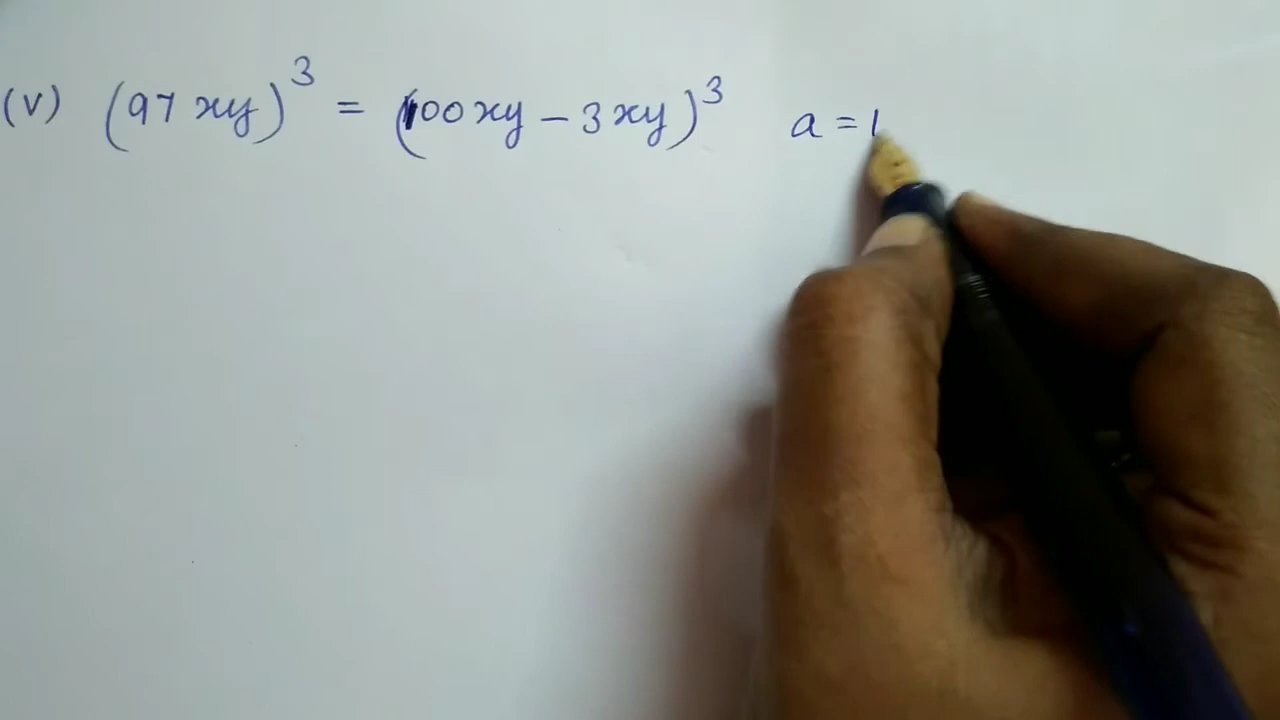 (v) (97xy)³ = (100xy - 3xy)³ a = 1